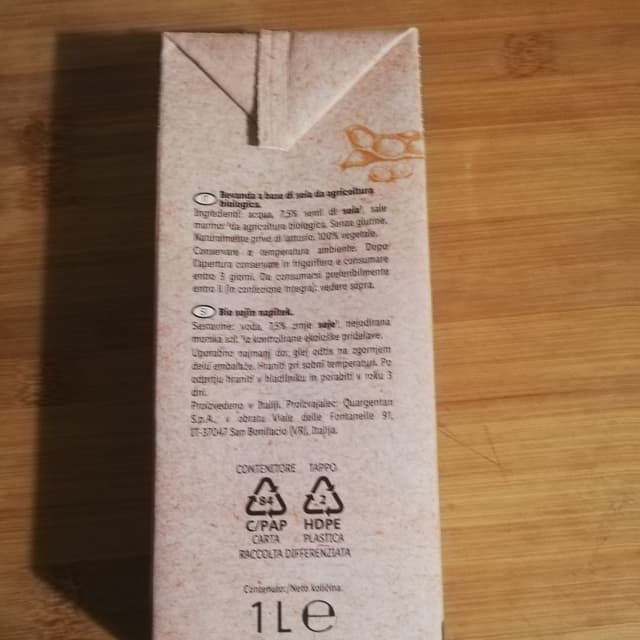 I Bevanda a base di soia da agricoltura
biologica.
Ingredienti: acqua, 7,5% semi di soia*, sale
marino. *da agricoltura biologica. Senza glutine.
Naturalmente privo di lattosio. 100% vegetale.
Conservare a temperatura ambiente. Dopo
l'apertura conservare in frigorifero e consumare
entro 3 giorni. Da consumarsi preferibilmente
entro il (in confezione integra): vedere sopra.
SI Bio sojin napitek.
Sestavine: voda, 7,5% zrnje soje*, nejodirana
morska sol. *iz kontrolirane ekološke pridelave.
Uporabno najmanj do: glej odtis na zgornjem
delu embalaže. Hraniti pri sobni temperaturi. Po
odprtju hraniti v hladilniku in porabiti v roku 3
dni.
Proizvedeno v Italiji. Proizvajalec: Quargentan
S.p.A., v obratu Viale delle Fontanelle 91,
IT-37047 San Bonifacio (VR), Italija.
CONTENITORE TAPPO
84 2
C/PAP HDPE
CARTA PLASTICA
RACCOLTA DIFFERENZIATA
Contenuto:/Neto količina:
1 L ℮